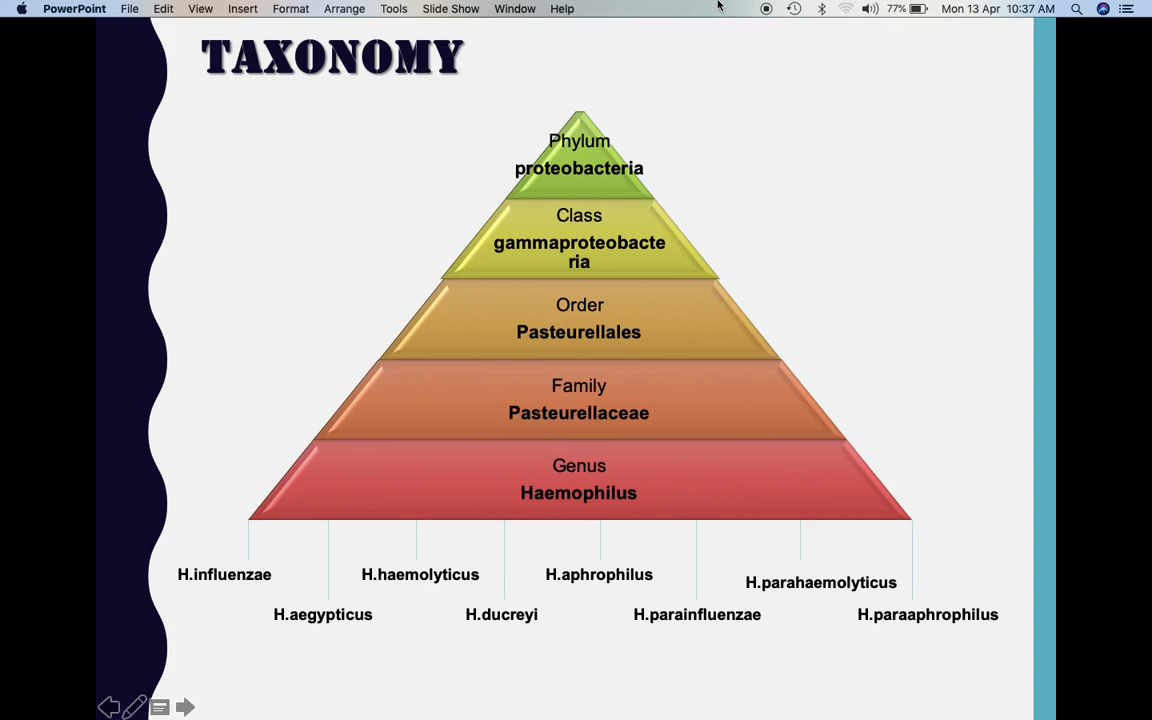 PowerPoint File Edit View Insert Format Arrange Tools Slide Show Window Help 77% Mon 13 Apr 10:37 AM
TAXONOMY
Phylum
proteobacteria
Class
gammaproteobacte
ria
Order
Pasteurellales
Family
Pasteurellaceae
Genus
Haemophilus
H.influenzae
H.aegypticus
H.haemolyticus
H.ducreyi
H.aphrophilus
H.parainfluenzae
H.parahaemolyticus
H.paraaphrophilus